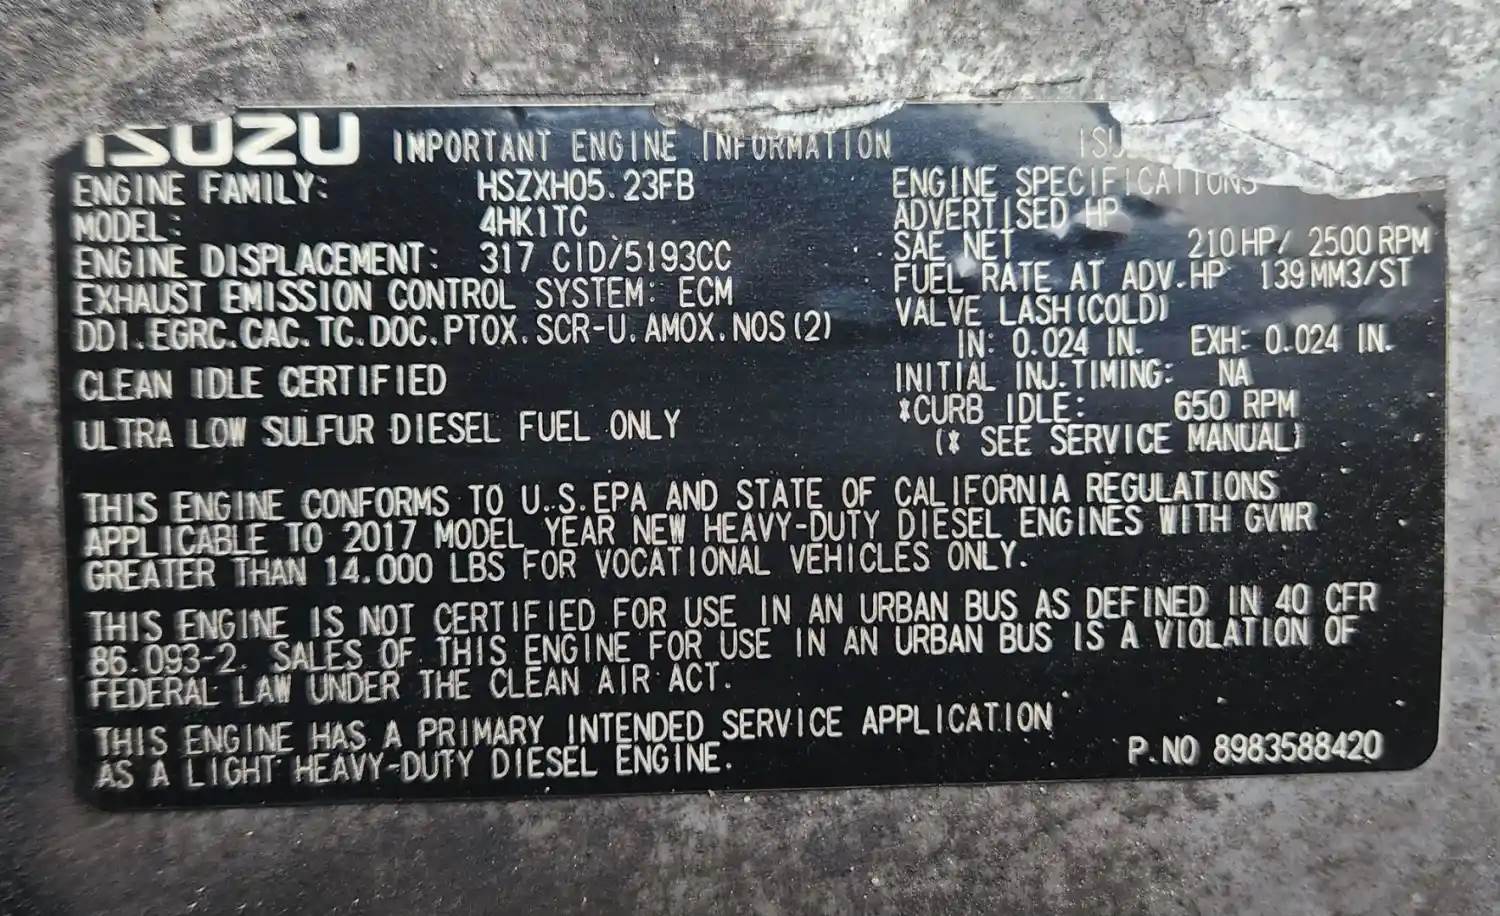 ISUZU IMPORTANT ENGINE INFORMATION
ENGINE FAMILY: HSZXH05.23FB
MODEL: 4HK1TC
ENGINE DISPLACEMENT: 317 CID/5193CC
EXHAUST EMISSION CONTROL SYSTEM: ECM
DDI.EGRC.CAC.TC.DOC.PTOX.SCR-U.AMOX.NOS(2)
CLEAN IDLE CERTIFIED
ULTRA LOW SULFUR DIESEL FUEL ONLY
ENGINE SPECIFICATIONS
ADVERTISED HP
SAE NET 210HP/ 2500RPM
FUEL RATE AT ADV.HP 139MM3/ST
VALVE LASH(COLD)
IN: 0.024 IN. EXH: 0.024 IN.
INITIAL INJ.TIMING: NA
*CURB IDLE: 650 RPM
(* SEE SERVICE MANUAL)
THIS ENGINE CONFORMS TO U.S.EPA AND STATE OF CALIFORNIA REGULATIONS
APPLICABLE TO 2017 MODEL YEAR NEW HEAVY-DUTY DIESEL ENGINES WITH GVWR
GREATER THAN 14.000 LBS FOR VOCATIONAL VEHICLES ONLY.
THIS ENGINE IS NOT CERTIFIED FOR USE IN AN URBAN BUS AS DEFINED IN 40 CFR
86.093-2. SALES OF THIS ENGINE FOR USE IN AN URBAN BUS IS A VIOLATION OF
FEDERAL LAW UNDER THE CLEAN AIR ACT.
THIS ENGINE HAS A PRIMARY INTENDED SERVICE APPLICATION
AS A LIGHT HEAVY-DUTY DIESEL ENGINE.
P.NO 8983588420